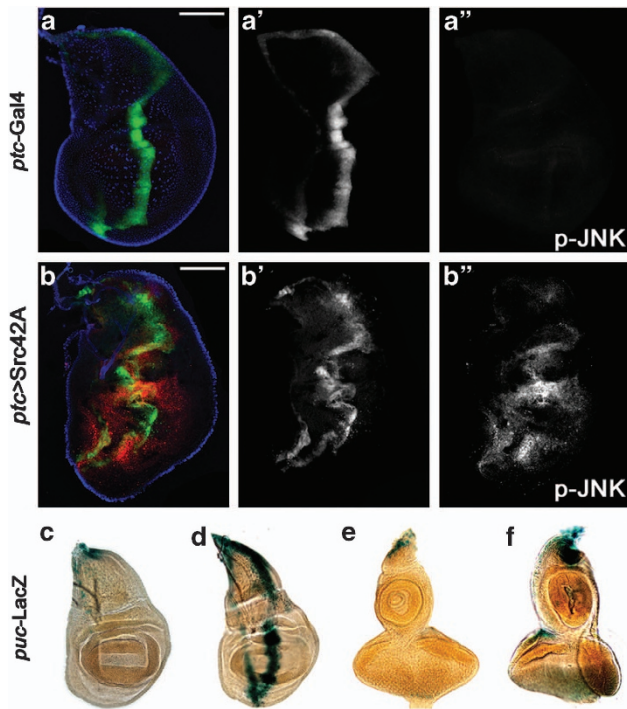 a a' a"
ptc-Gal4
p-JNK
b b' b"
ptc>Src42A
p-JNK
c d e f
puc-LacZ